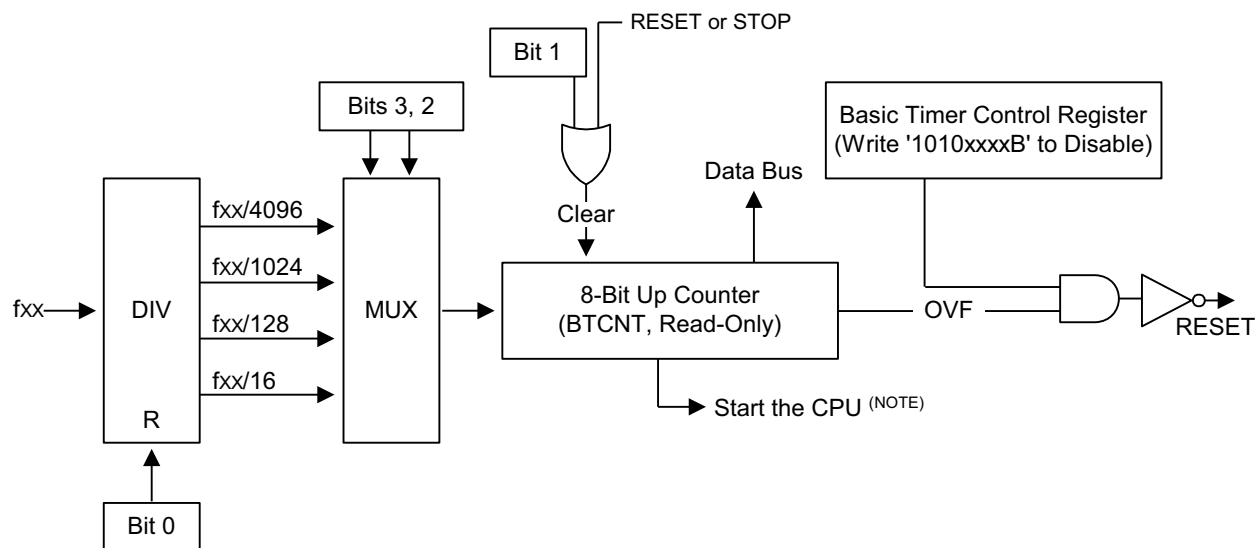 RESET or STOP
Bit 1
Bits 3, 2
Basic Timer Control Register
(Write '1010xxxxB' to Disable)
Data Bus
Clear
fxx/4096
fxx/1024
fxx/128
fxx/16
fxx
DIV
R
MUX
8-Bit Up Counter
(BTCNT, Read-Only)
OVF
RESET
Start the CPU (NOTE)
Bit 0